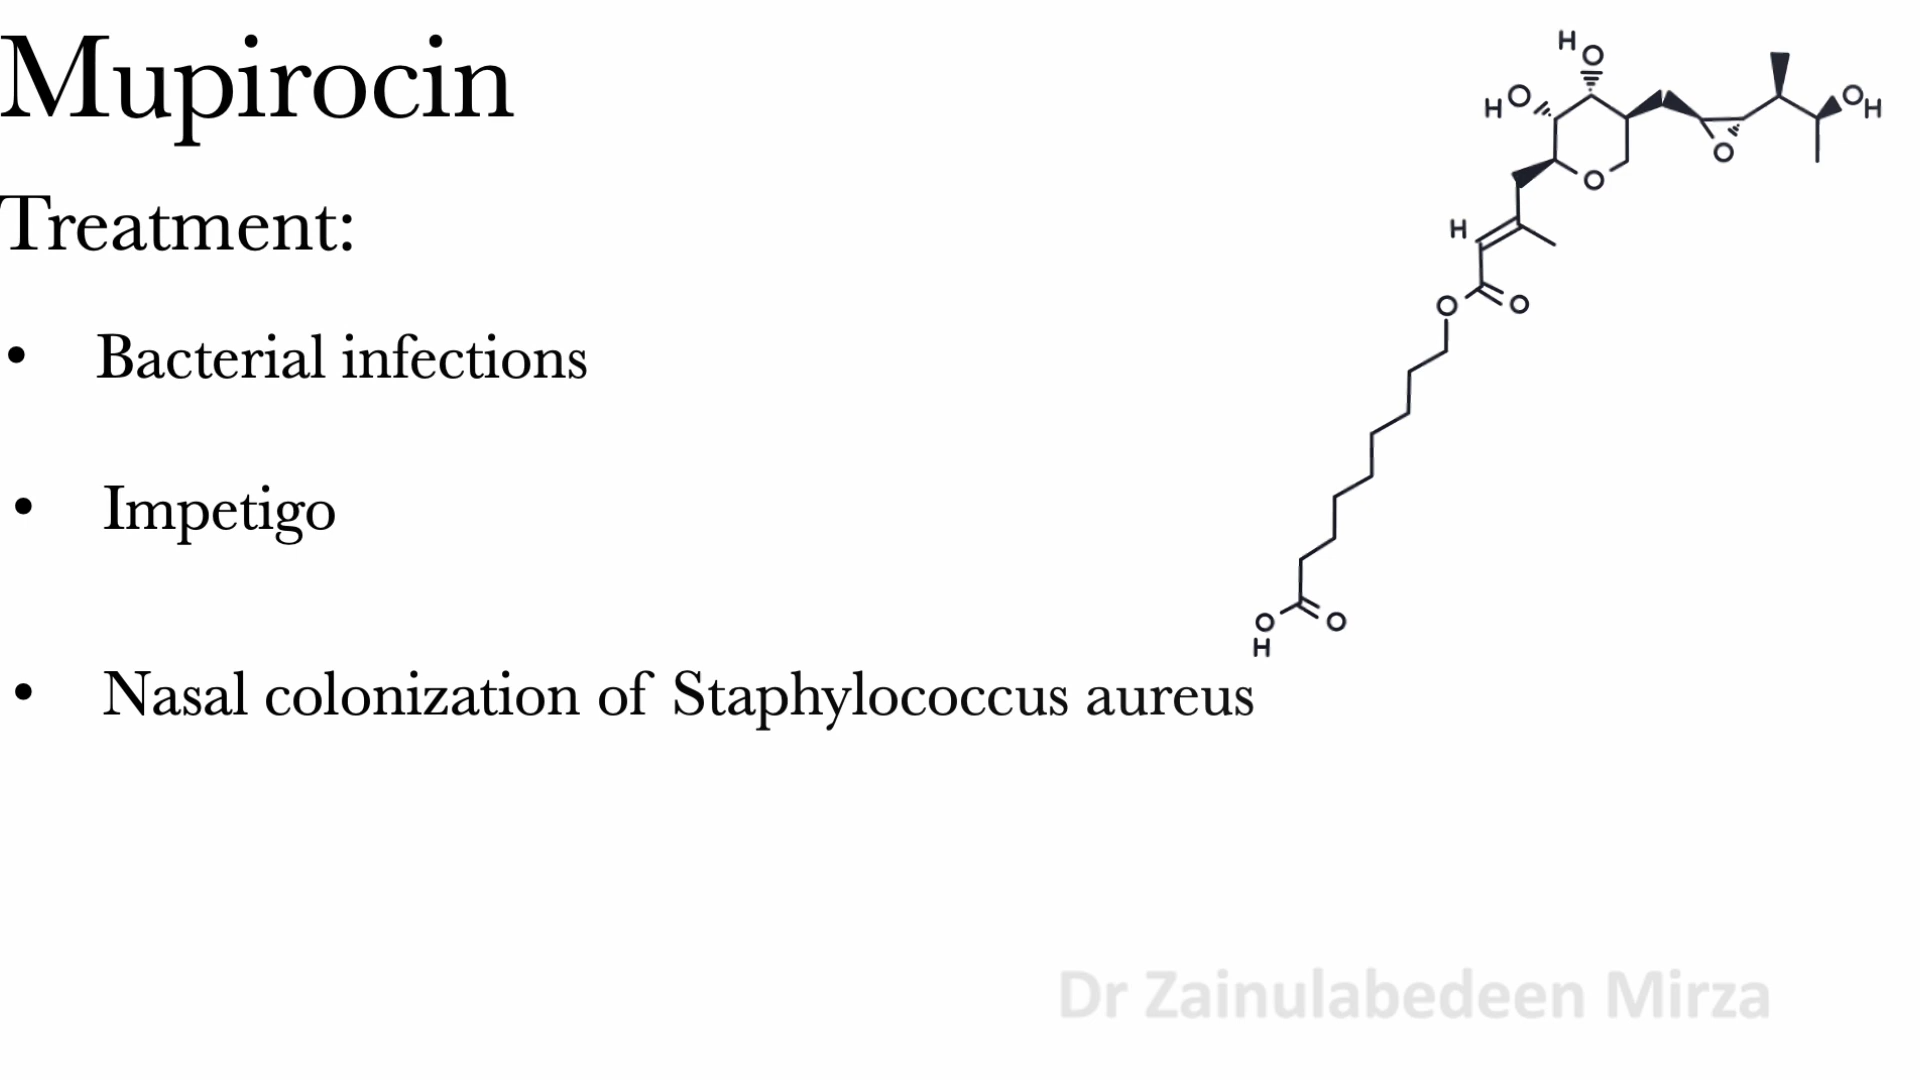 Mupirocin
Treatment:
• Bacterial infections
• Impetigo
• Nasal colonization of Staphylococcus aureus
H
O
H O
O H
O
O
H
O O
O O
H
Dr Zainulabedeen Mirza